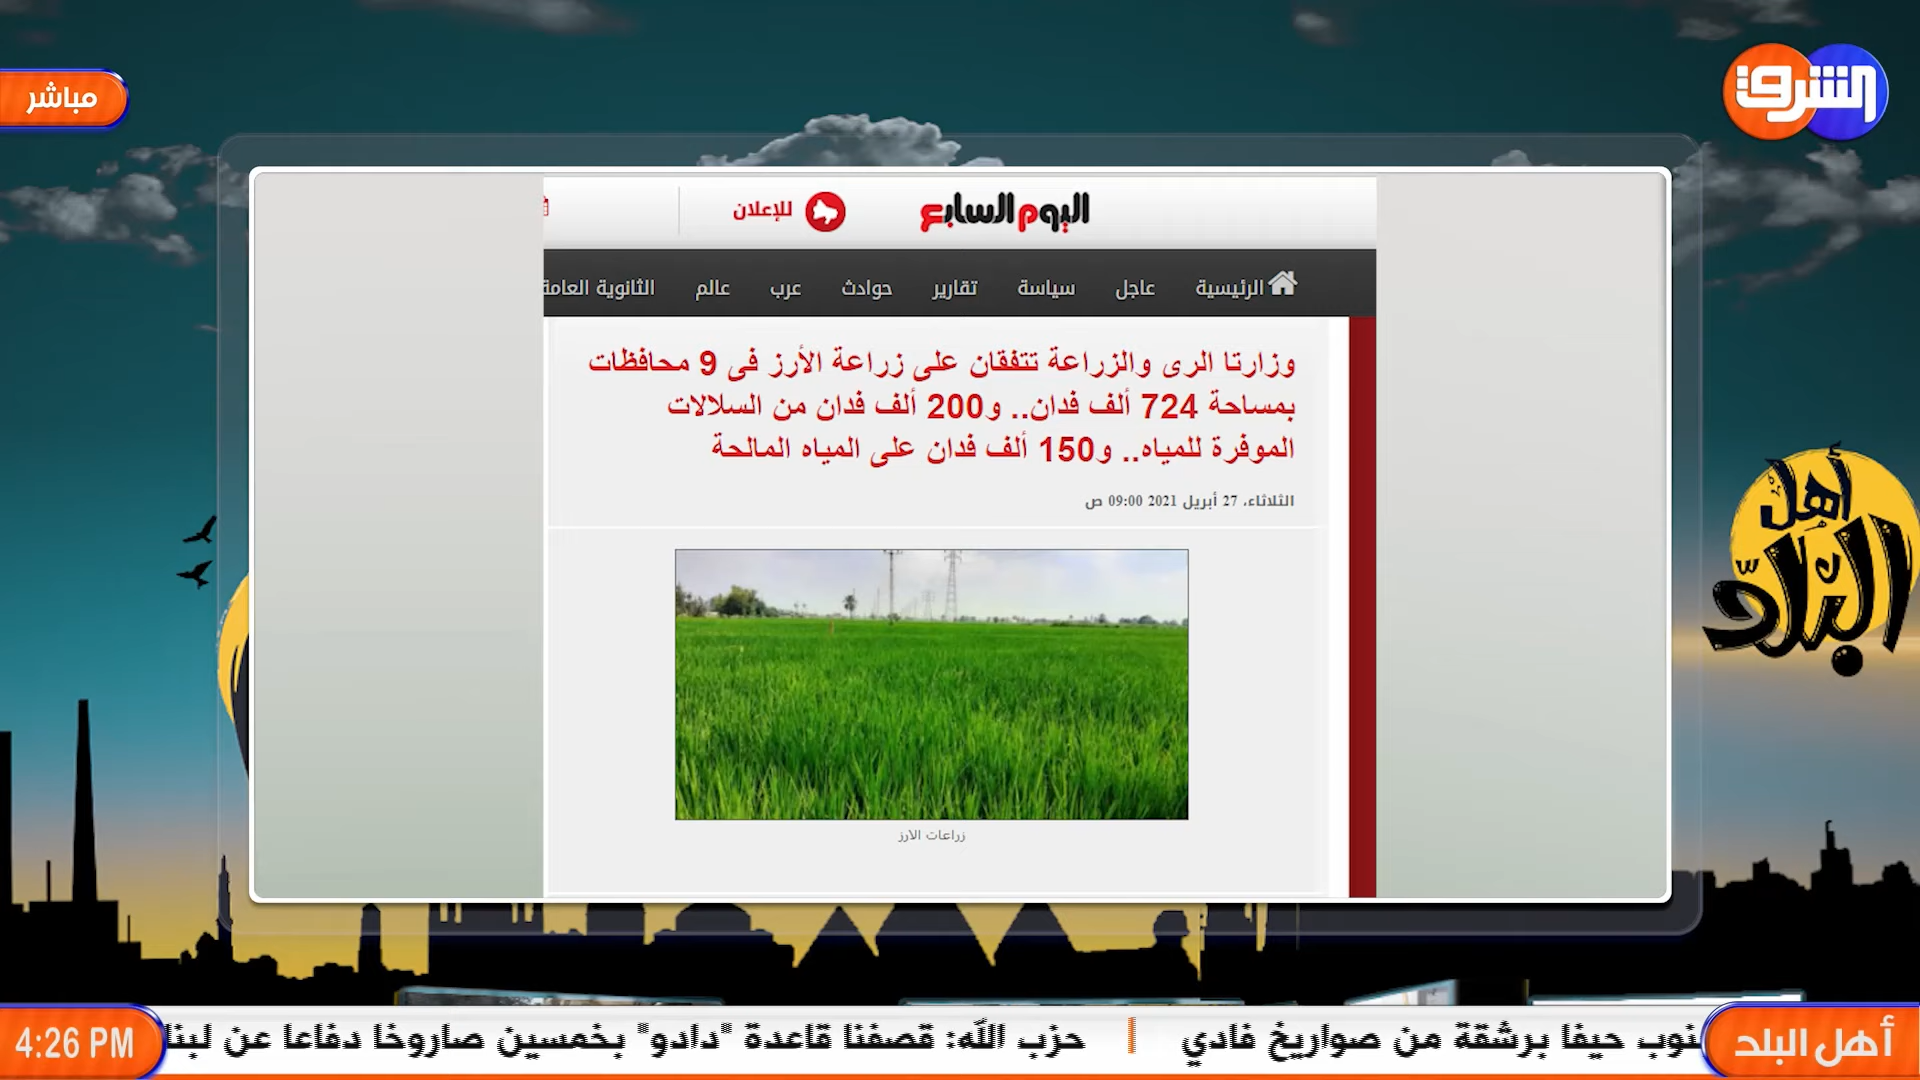 مباشر
الشرق
اليوم السابع
للإعلان
الرئيسية عاجل سياسة تقارير حوادث عرب عالم الثانوية العامة
وزارتا الرى والزراعة تتفقان على زراعة الأرز فى 9 محافظات
بمساحة 724 ألف فدان.. و200 ألف فدان من السلالات
الموفرة للمياه.. و150 ألف فدان على المياه المالحة
الثلاثاء، 27 أبريل 2021 09:00 ص
زراعات الأرز
أهل
البلد
أهل البلد
حيفا برشقة من صواريخ فادي | حزب الله: قصفنا قاعدة "دادو" بخمسين صاروخا دفاعا عن
4:26 PM